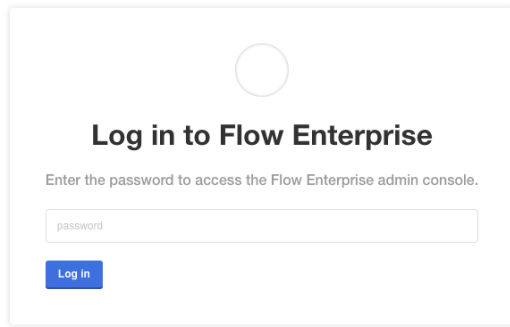 Log in to Flow Enterprise
Enter the password to access the Flow Enterprise admin console.
password
Log in